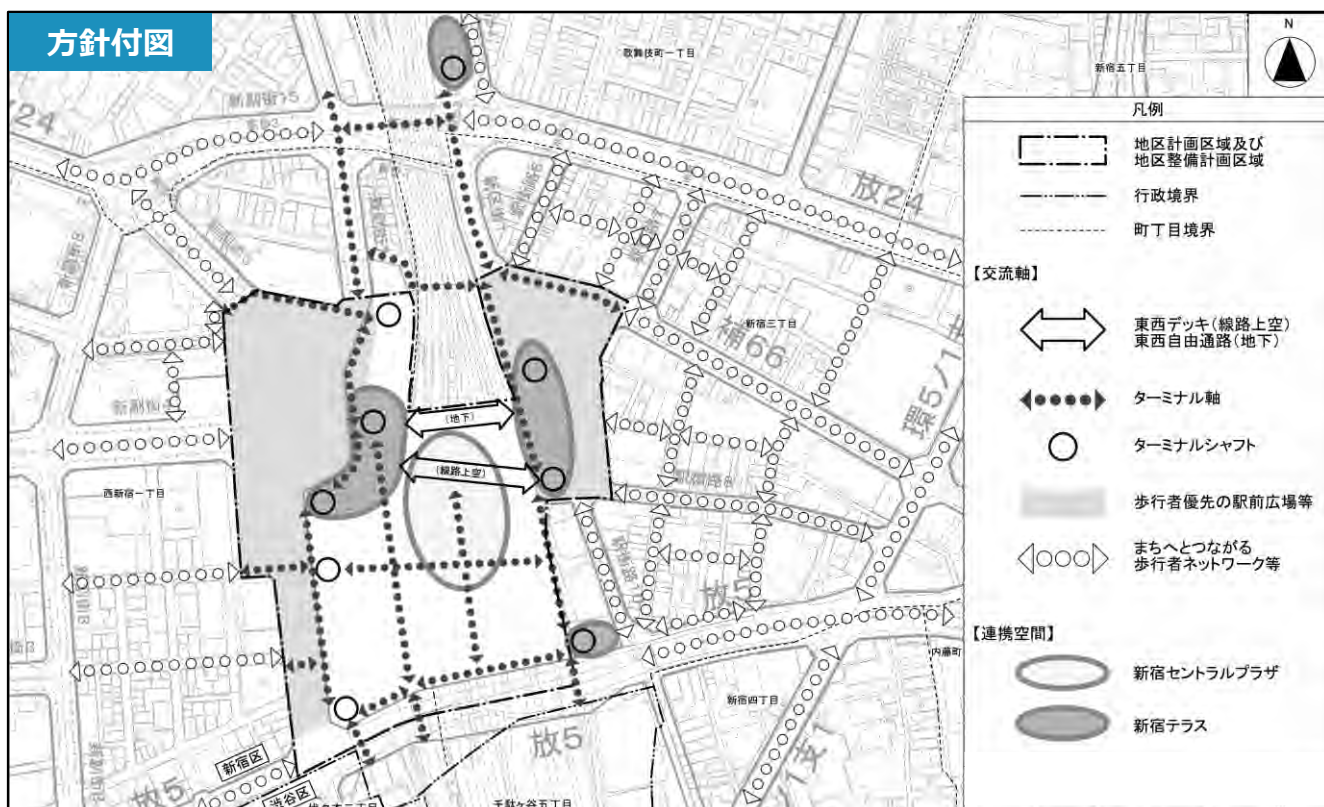 方針付図
N
歌舞伎町一丁目
新宿五丁目
放24
補66
新宿三丁目
環5ノ1
(地下)
(線路上空)
西新宿一丁目
放5
放5
放5
新宿四丁目
内藤町
新宿区
渋谷区
千駄ヶ谷五丁目
凡例
地区計画区域及び
地区整備計画区域
行政境界
町丁目境界
【交流軸】
東西デッキ(線路上空)
東西自由通路(地下)
ターミナル軸
ターミナルシャフト
歩行者優先の駅前広場等
まちへとつながる
歩行者ネットワーク等
【連携空間】
新宿セントラルプラザ
新宿テラス